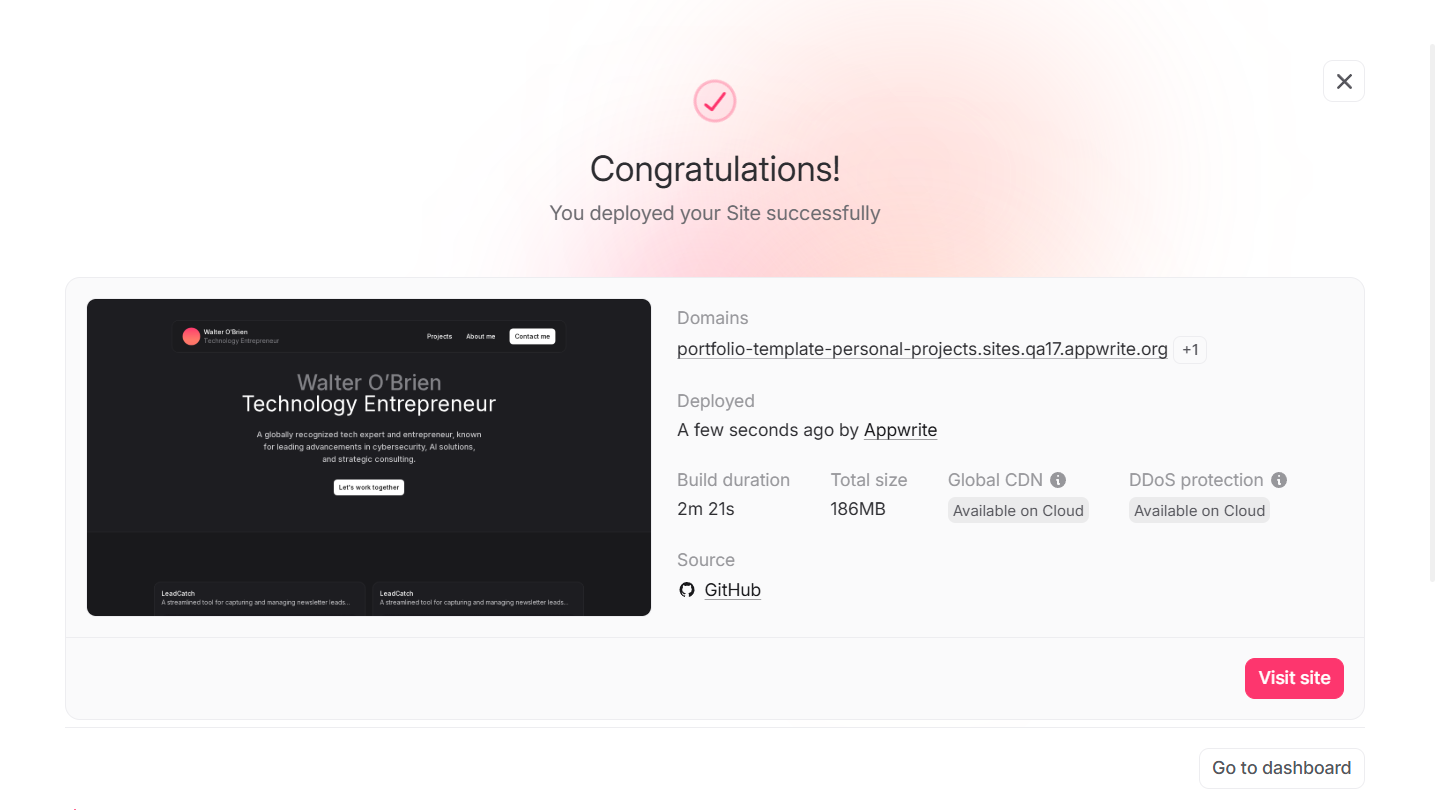 Congratulations!
You deployed your Site successfully
Walter O'Brien
Technology Entrepreneur
Projects
About me
Contact me
Walter O'Brien
Technology Entrepreneur
A globally recognized tech expert and entrepreneur, known
for leading advancements in cybersecurity, AI solutions,
and strategic consulting.
Let's work together
LeadCatch
A streamlined tool for capturing and managing newsletter leads...
LeadCatch
A streamlined tool for capturing and managing newsletter leads...
Domains
portfolio-template-personal-projects.sites.qa17.appwrite.org +1
Deployed
A few seconds ago by Appwrite
Build duration
2m 21s
Total size
186MB
Global CDN
Available on Cloud
DDoS protection
Available on Cloud
Source
GitHub
Visit site
Go to dashboard